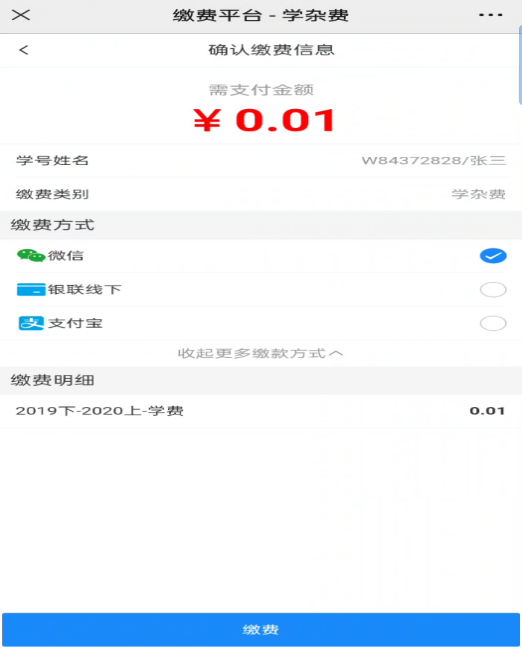 缴费平台 - 学杂费
确认缴费信息
需支付金额
¥ 0.01
学号姓名 W84372828/张三
缴费类别 学杂费
缴费方式
微信
银联线下
支付宝
收起更多缴款方式
缴费明细
2019下-2020上-学费 0.01
缴费